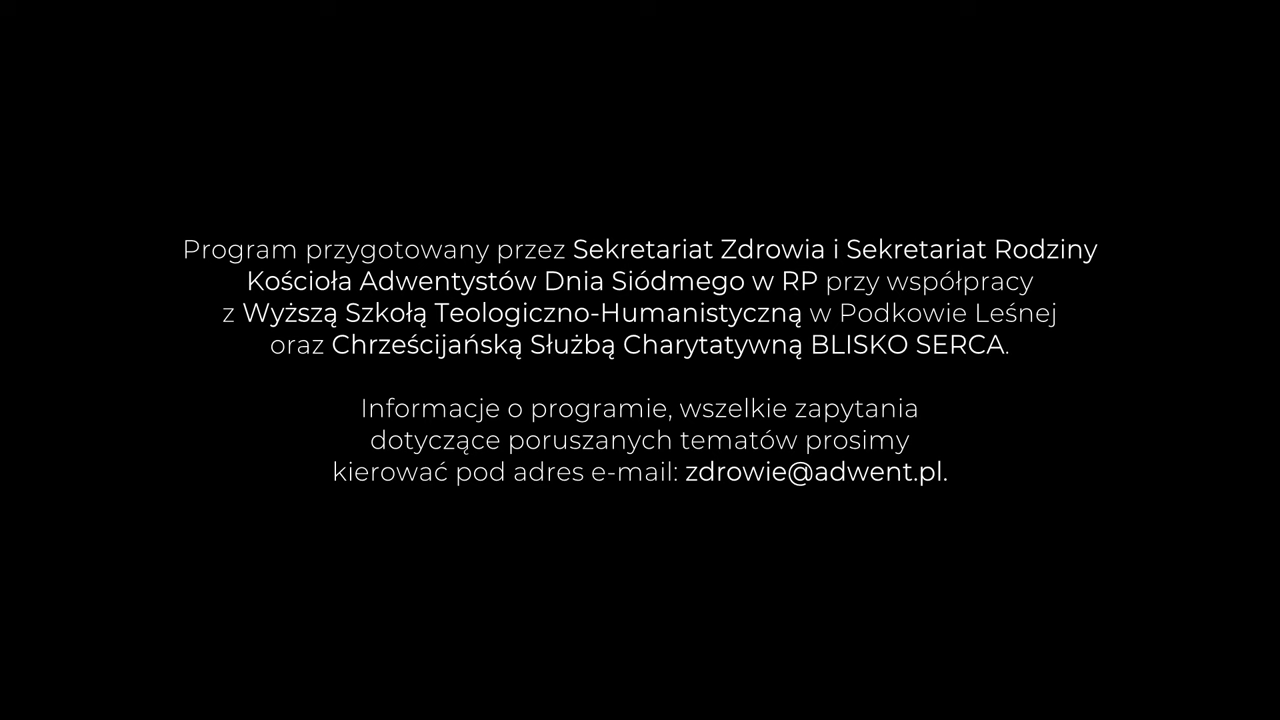 Program przygotowany przez Sekretariat Zdrowia i Sekretariat Rodziny
Kościoła Adwentystów Dnia Siódmego w RP przy współpracy
z Wyższą Szkołą Teologiczno-Humanistyczną w Podkowie Leśnej
oraz Chrześcijańską Służbą Charytatywną BLISKO SERCA.
Informacje o programie, wszelkie zapytania
dotyczące poruszanych tematów prosimy
kierować pod adres e-mail: zdrowie@adwent.pl.